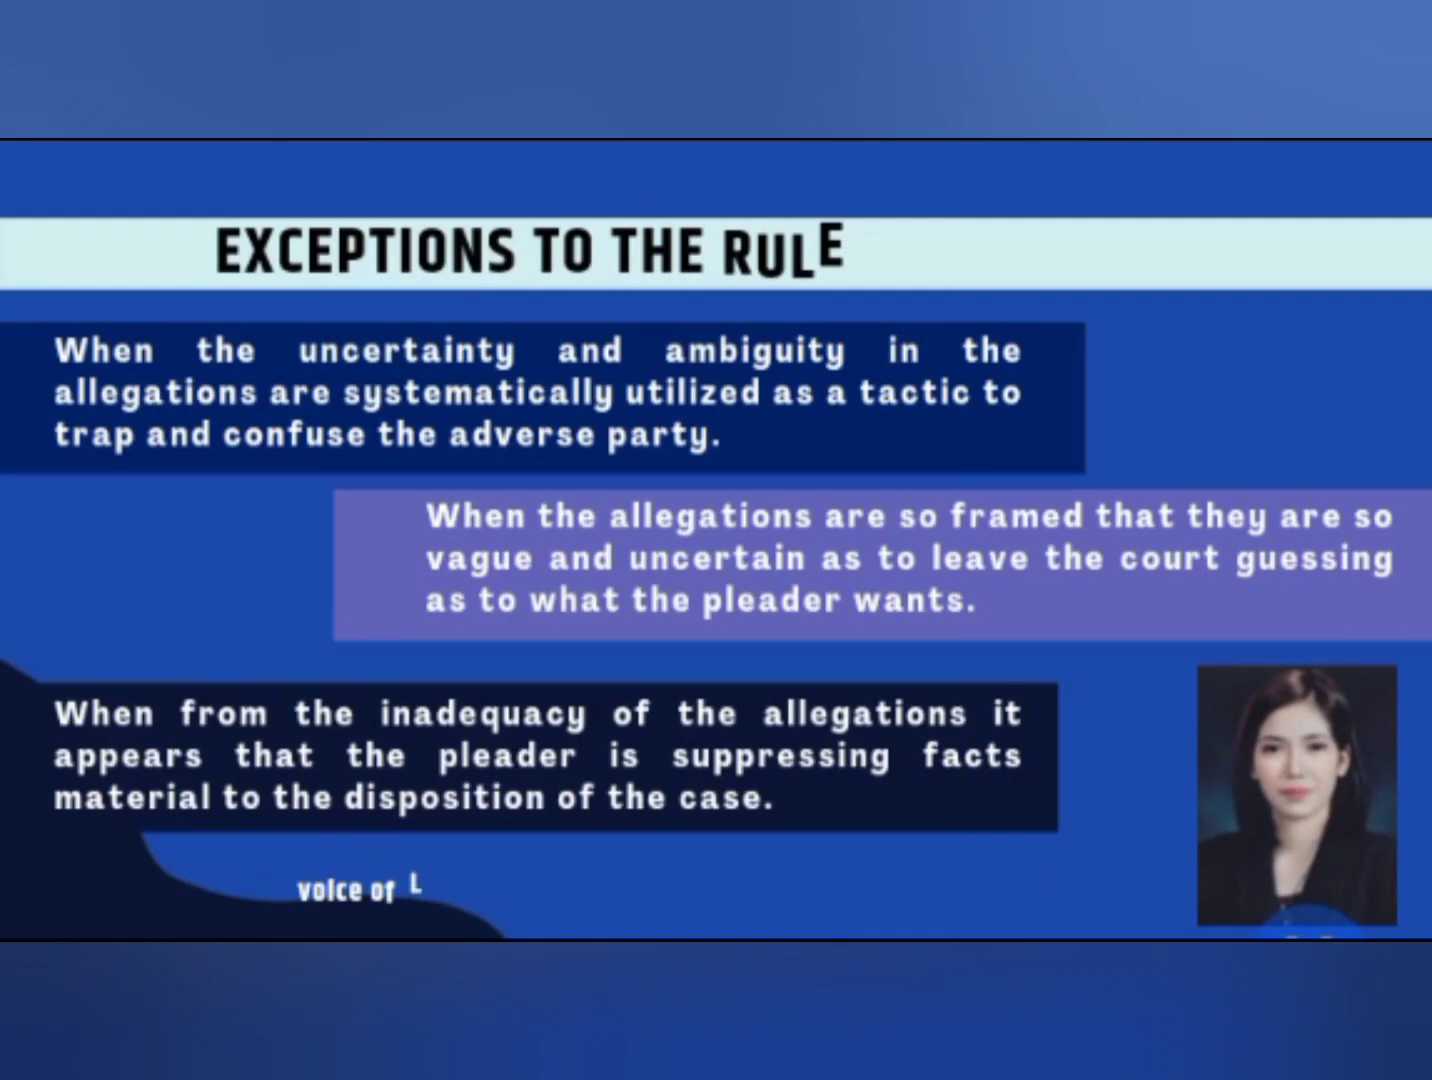 EXCEPTIONS TO THE RULE
When the uncertainty and ambiguity in the
allegations are systematically utilized as a tactic to
trap and confuse the adverse party.
When the allegations are so framed that they are so
vague and uncertain as to leave the court guessing
as to what the pleader wants.
When from the inadequacy of the allegations it
appears that the pleader is suppressing facts
material to the disposition of the case.
voice of L